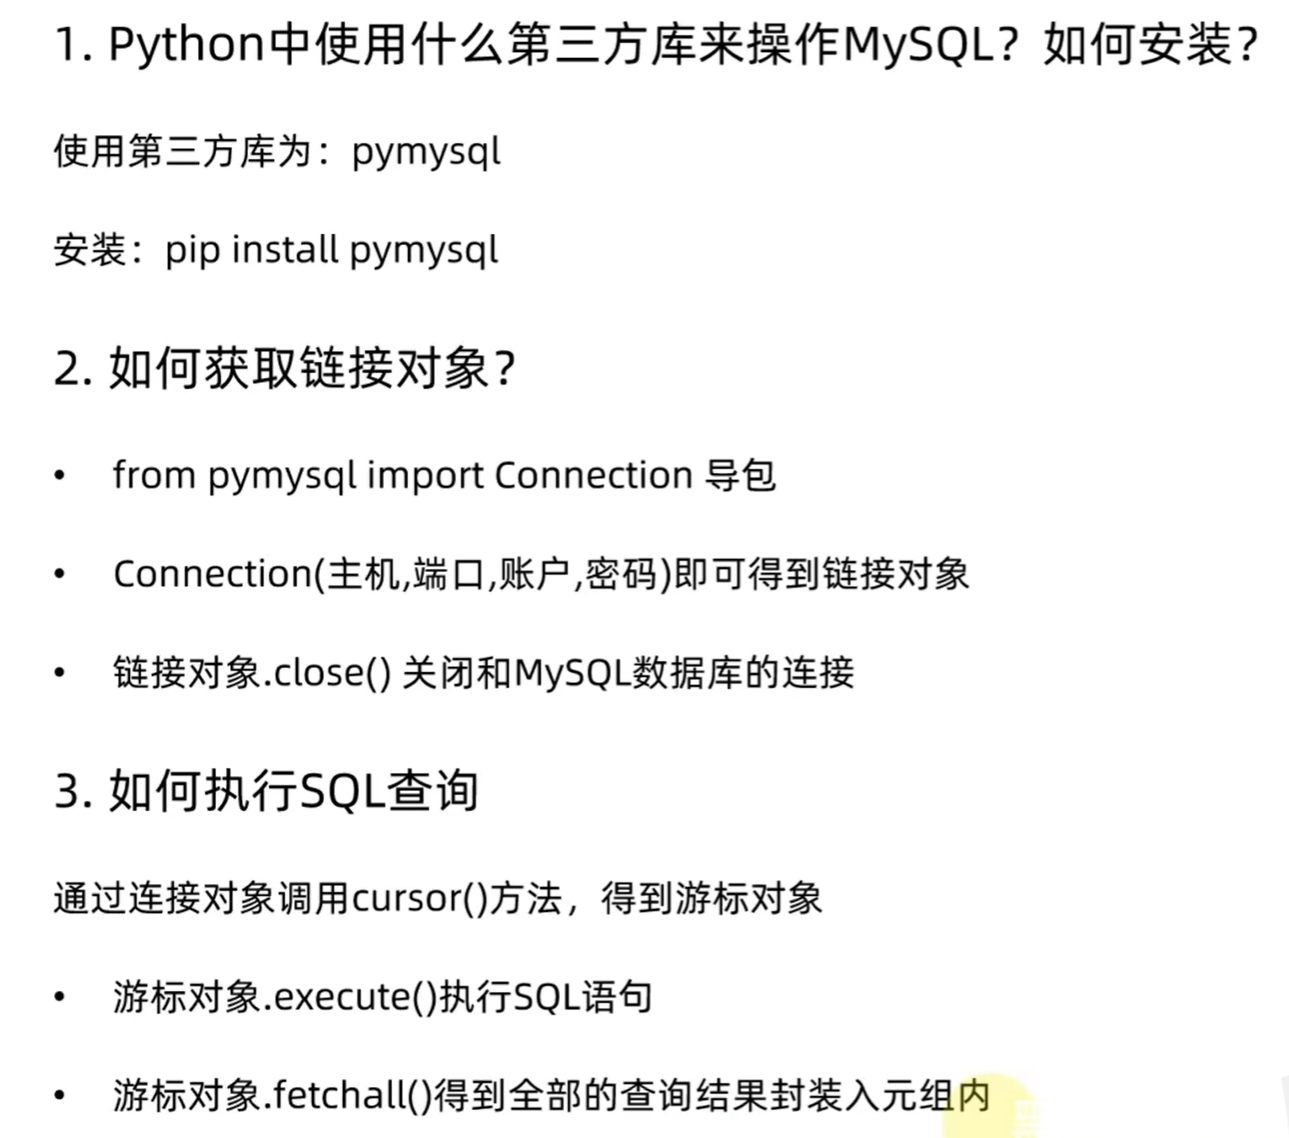 1. Python中使用什么第三方库来操作MySQL？如何安装？
使用第三方库为：pymysql
安装：pip install pymysql
2. 如何获取链接对象？
• from pymysql import Connection 导包
• Connection(主机,端口,账户,密码)即可得到链接对象
• 链接对象.close() 关闭和MySQL数据库的连接
3. 如何执行SQL查询
通过连接对象调用cursor()方法，得到游标对象
• 游标对象.execute()执行SQL语句
• 游标对象.fetchall()得到全部的查询结果封装入元组内